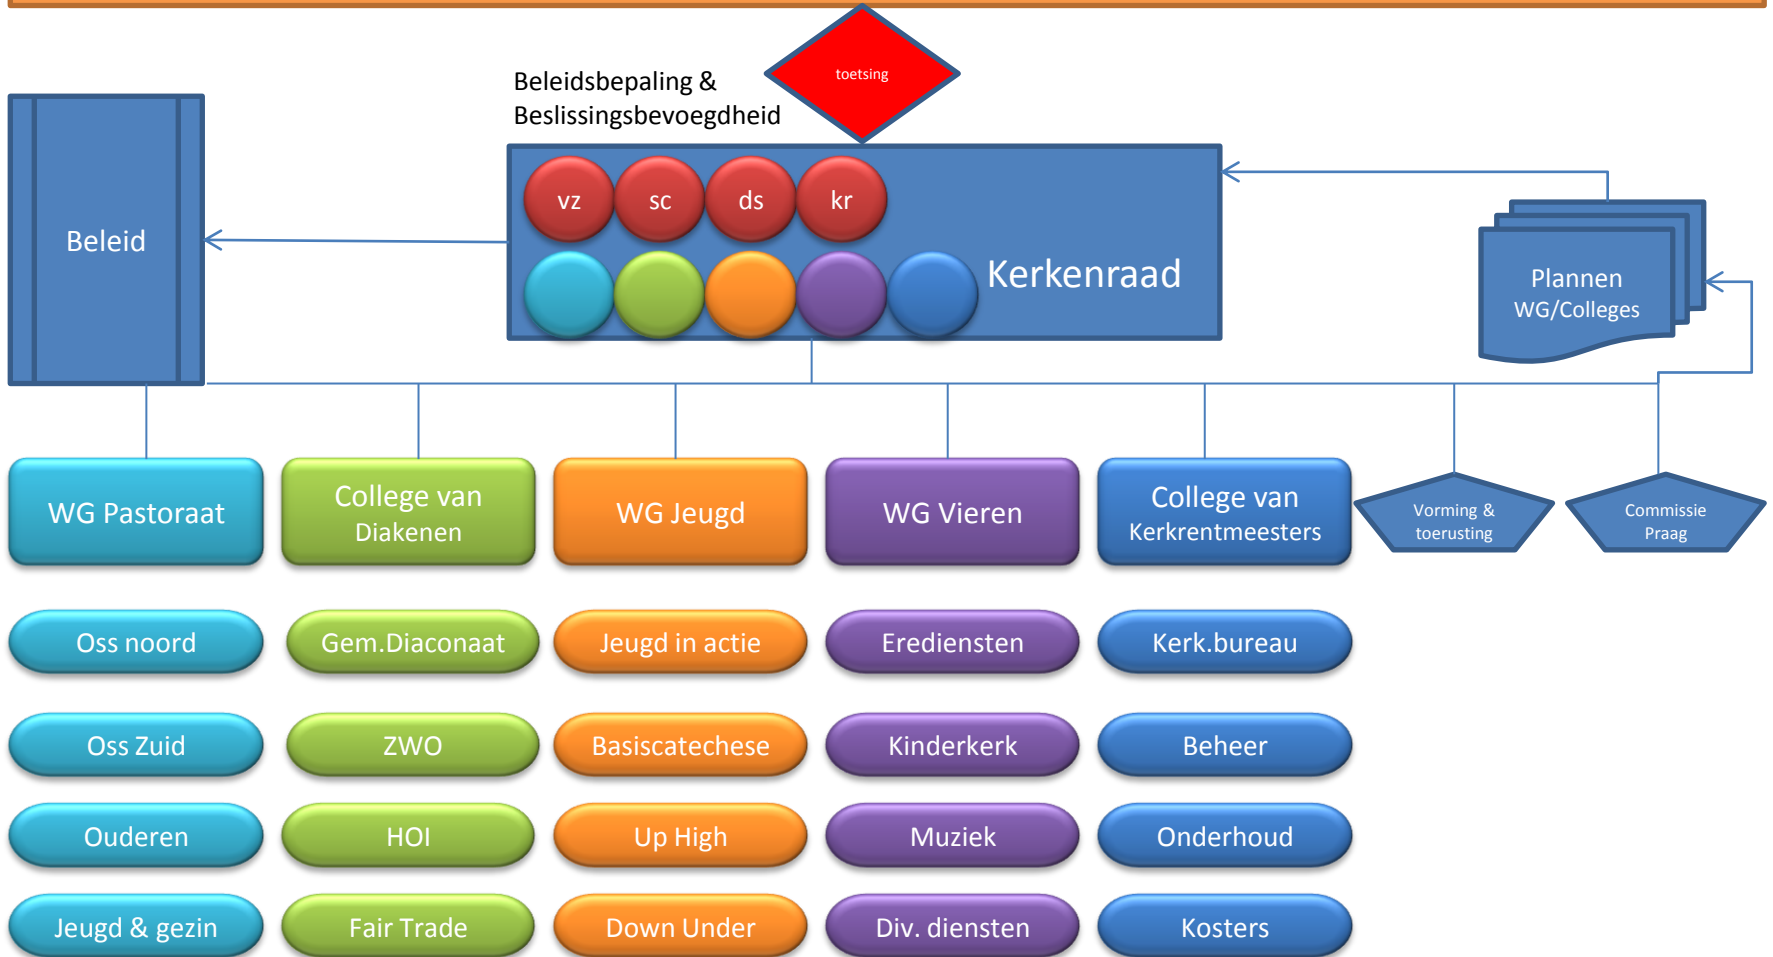 toetsing
Beleidsbepaling &
Beslissingsbevoegdheid
vz
sc
ds
kr
Beleid
Kerkenraad
Plannen
WG/Colleges
WG Pastoraat
College van
Diakenen
WG Jeugd
WG Vieren
College van
Kerkrentmeesters
Vorming &
toerusting
Commissie
Praag
Oss noord
Gem.Diaconaat
Jeugd in actie
Erediensten
Kerk.bureau
Oss Zuid
ZWO
Basiscatechese
Kinderkerk
Beheer
Ouderen
HOI
Up High
Muziek
Onderhoud
Jeugd & gezin
Fair Trade
Down Under
Div. diensten
Kosters